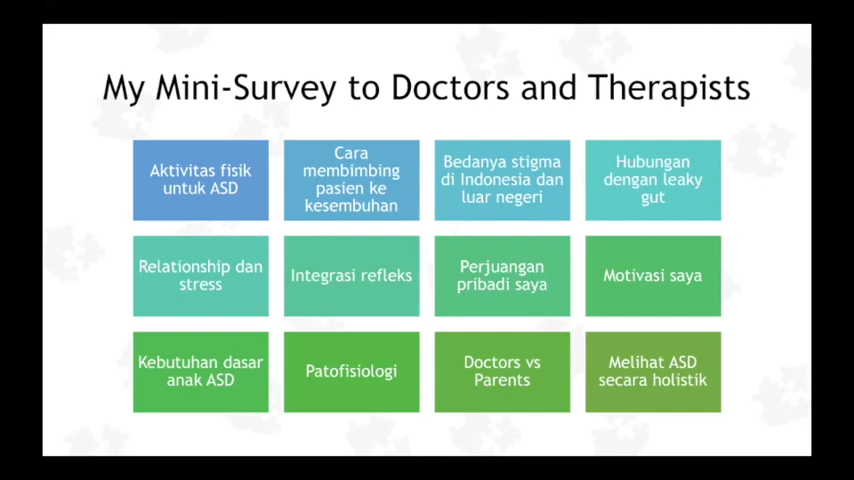 My Mini-Survey to Doctors and Therapists
Aktivitas fisik
untuk ASD
Cara
membimbing
pasien ke
kesembuhan
Bedanya stigma
di Indonesia dan
luar negeri
Hubungan
dengan leaky
gut
Relationship dan
stress
Integrasi refleks
Perjuangan
pribadi saya
Motivasi saya
Kebutuhan dasar
anak ASD
Patofisiologi
Doctors vs
Parents
Melihat ASD
secara holistik